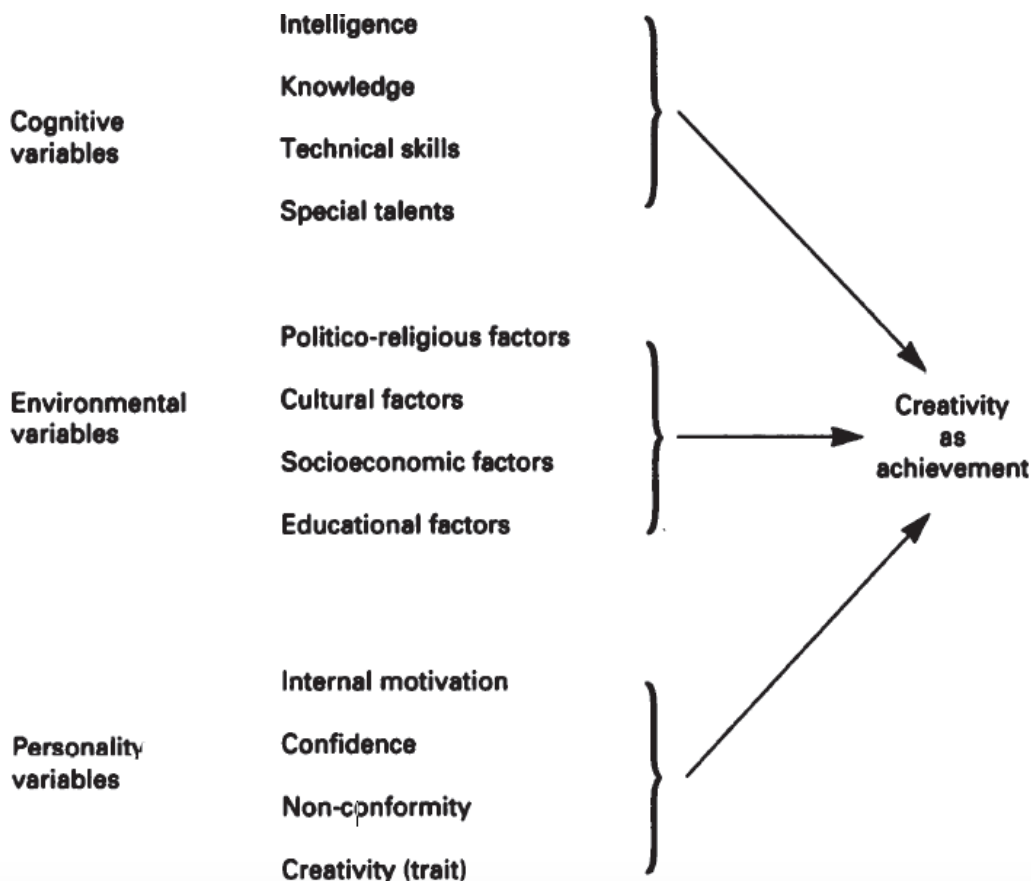 Intelligence
Knowledge
Cognitive
variables
Technical skills
Special talents
Politico-religious factors
Environmental
variables
Cultural factors
Socioeconomic factors
Educational factors
Creativity
as
achievement
Internal motivation
Personality
variables
Confidence
Non-conformity
Creativity (trait)